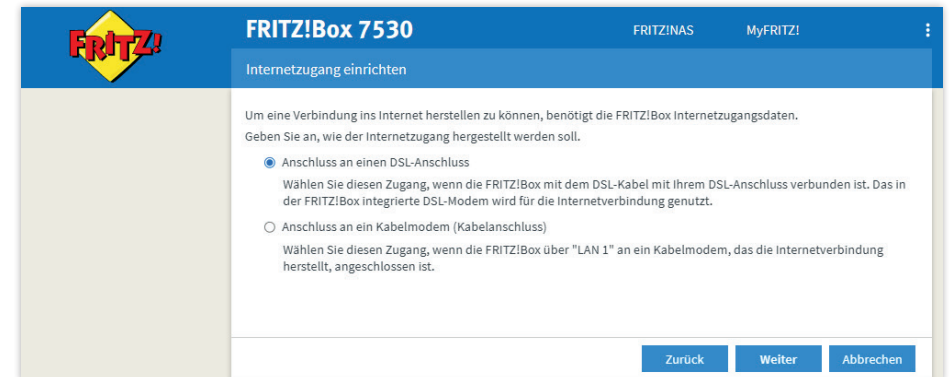 FRITZ!
FRITZ!Box 7530
FRITZ!NAS
MyFRITZ!
Internetzugang einrichten
Um eine Verbindung ins Internet herstellen zu können, benötigt die FRITZ!Box Internetzugangsdaten.
Geben Sie an, wie der Internetzugang hergestellt werden soll.
Anschluss an einen DSL-Anschluss
Wählen Sie diesen Zugang, wenn die FRITZ!Box mit dem DSL-Kabel mit Ihrem DSL-Anschluss verbunden ist. Das in
der FRITZ!Box integrierte DSL-Modem wird für die Internetverbindung genutzt.
Anschluss an ein Kabelmodem (Kabelanschluss)
Wählen Sie diesen Zugang, wenn die FRITZ!Box über "LAN 1" an ein Kabelmodem, das die Internetverbindung
herstellt, angeschlossen ist.
Zurück
Weiter
Abbrechen